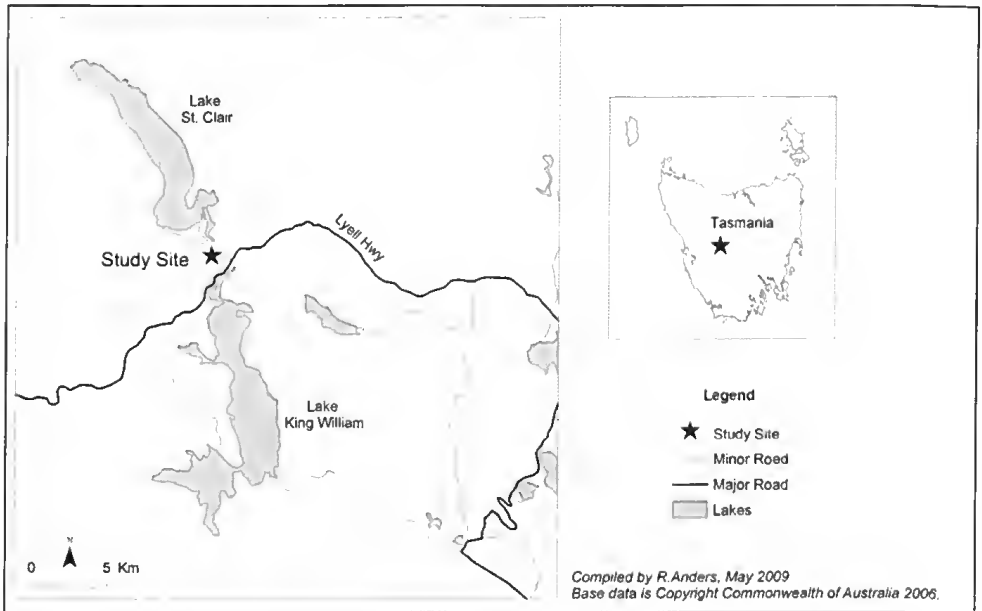 Lake
St. Clair
Lyell Hwy
Study Site
Lake
King William
N
0 5 Km
Tasmania
Legend
Study Site
Minor Roed
Major Road
Lakes
Compiled by R.Anders, May 2009
Base data is Copyright Commonwealth of Australia 2006.